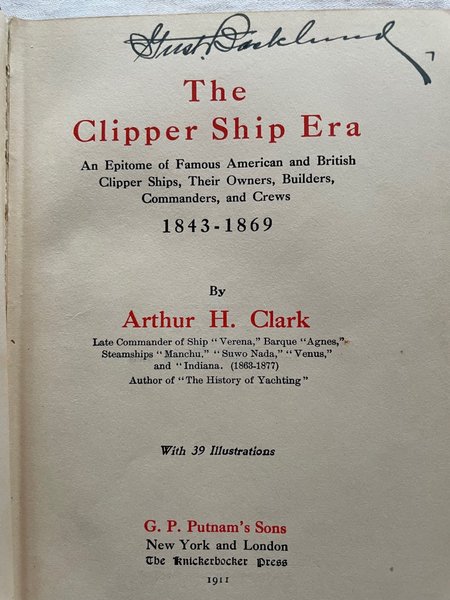 Gust. Backlund
The
Clipper Ship Era
An Epitome of Famous American and British
Clipper Ships, Their Owners, Builders,
Commanders, and Crews
1843-1869
By
Arthur H. Clark
Late Commander of Ship "Verena," Barque "Agnes,"
Steamships "Manchu." "Suwo Nada," "Venus,"
and "Indiana. (1863-1877)
Author of "The History of Yachting"
With 39 Illustrations
G. P. Putnam's Sons
New York and London
The Knickerbocker Press
1911